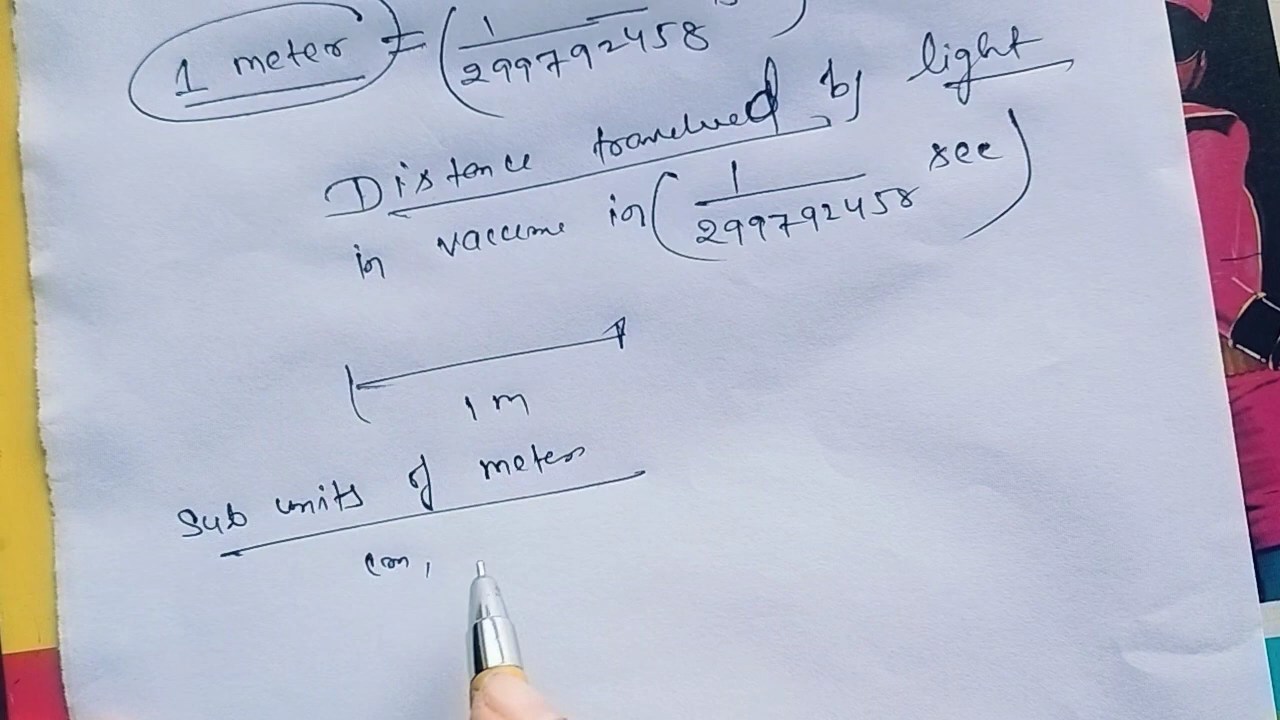 1 meter = (1/299792458
Distance travelled by light
in vaccume in (1/299792458 sec)
1 m
Sub units of meter
cm,